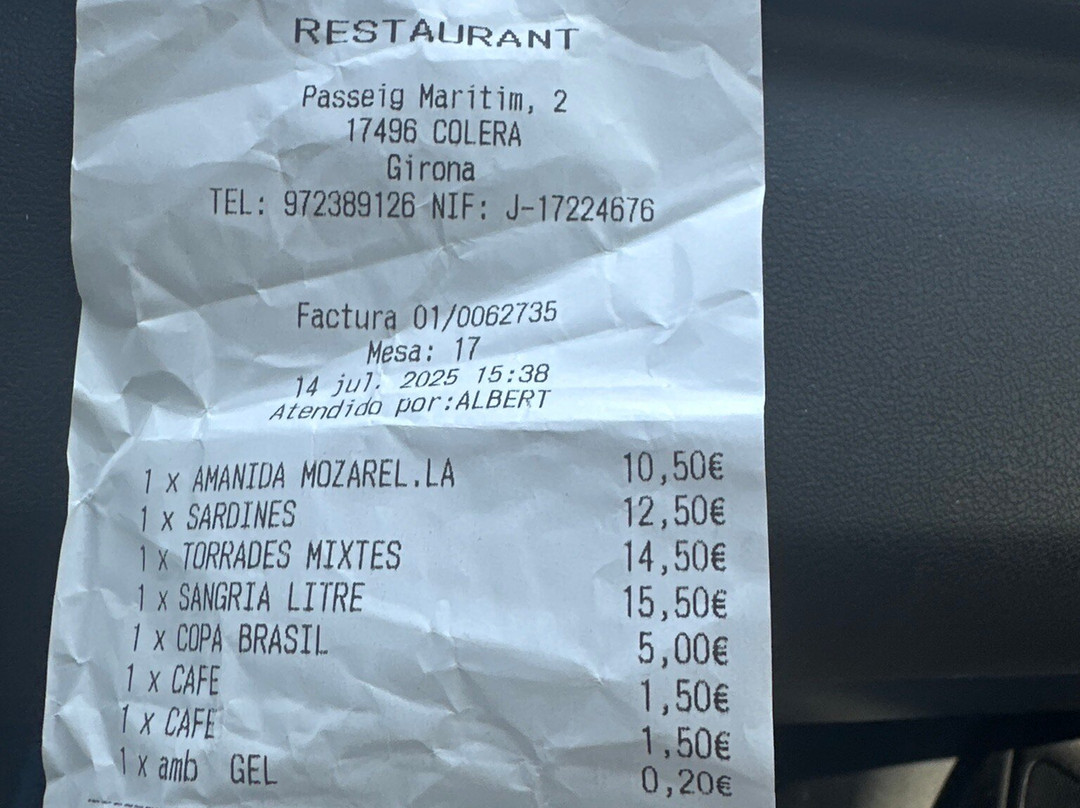 RESTAURANT
Passeig Maritim, 2
17496 COLERA
Girona
TEL: 972389126 NIF: J-17224676
Factura 01/0062735
Mesa: 17
14 jul. 2025 15:38
Atendido por:ALBERT
1 x AMANIDA MOZAREL.LA 10,50€
1 x SARDINES 12,50€
1 x TORRADES MIXTES 14,50€
1 x SANGRIA LITRE 15,50€
1 x COPA BRASIL 5,00€
1 x CAFE 1,50€
1 x CAFE 1,50€
1 x amb GEL 0,20€